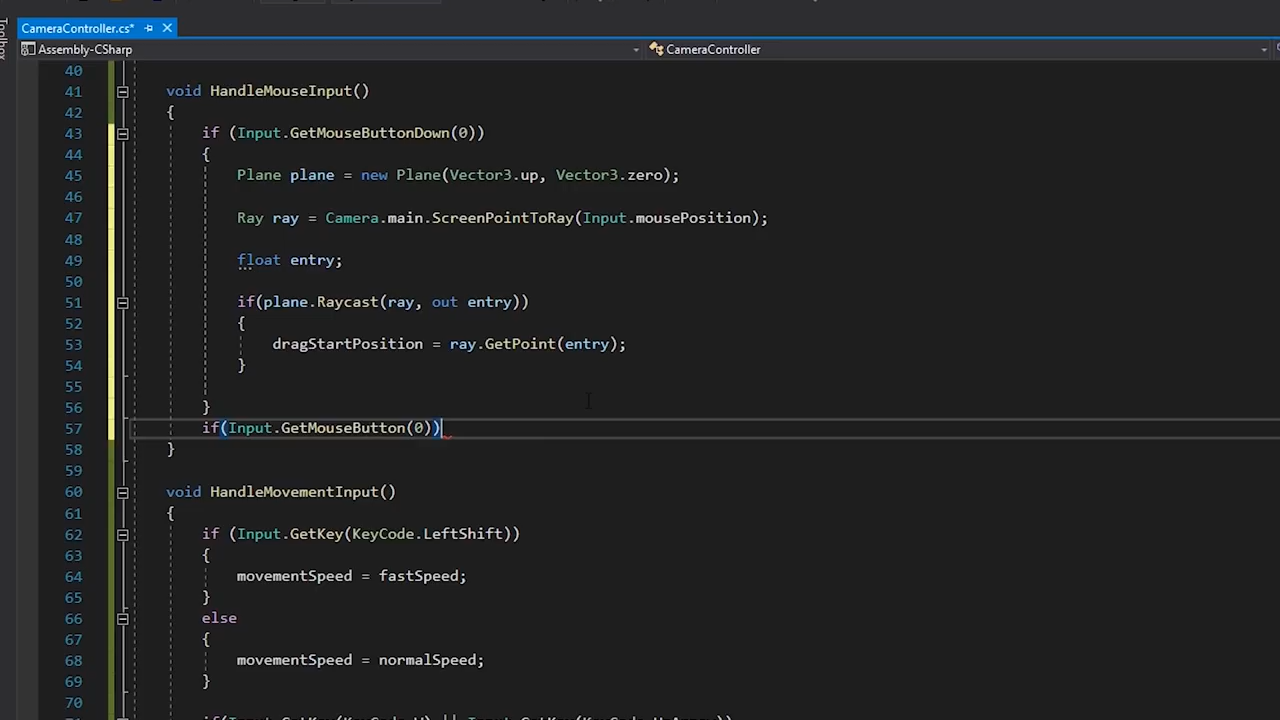 CameraController.cs*
Toolbox
Assembly-CSharp
CameraController
40
41 void HandleMouseInput()
42 {
43 if (Input.GetMouseButtonDown(0))
44 {
45 Plane plane = new Plane(Vector3.up, Vector3.zero);
46
47 Ray ray = Camera.main.ScreenPointToRay(Input.mousePosition);
48
49 float entry;
50
51 if(plane.Raycast(ray, out entry))
52 {
53 dragStartPosition = ray.GetPoint(entry);
54 }
55
56 }
57 if(Input.GetMouseButton(0))
58 }
59
60 void HandleMovementInput()
61 {
62 if (Input.GetKey(KeyCode.LeftShift))
63 {
64 movementSpeed = fastSpeed;
65 }
66 else
67 {
68 movementSpeed = normalSpeed;
69 }
70